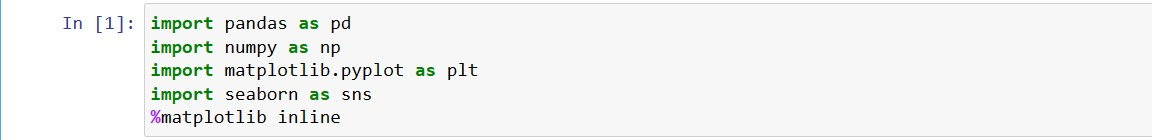 In [1]: import pandas as pd
import numpy as np
import matplotlib.pyplot as plt
import seaborn as sns
%matplotlib inline